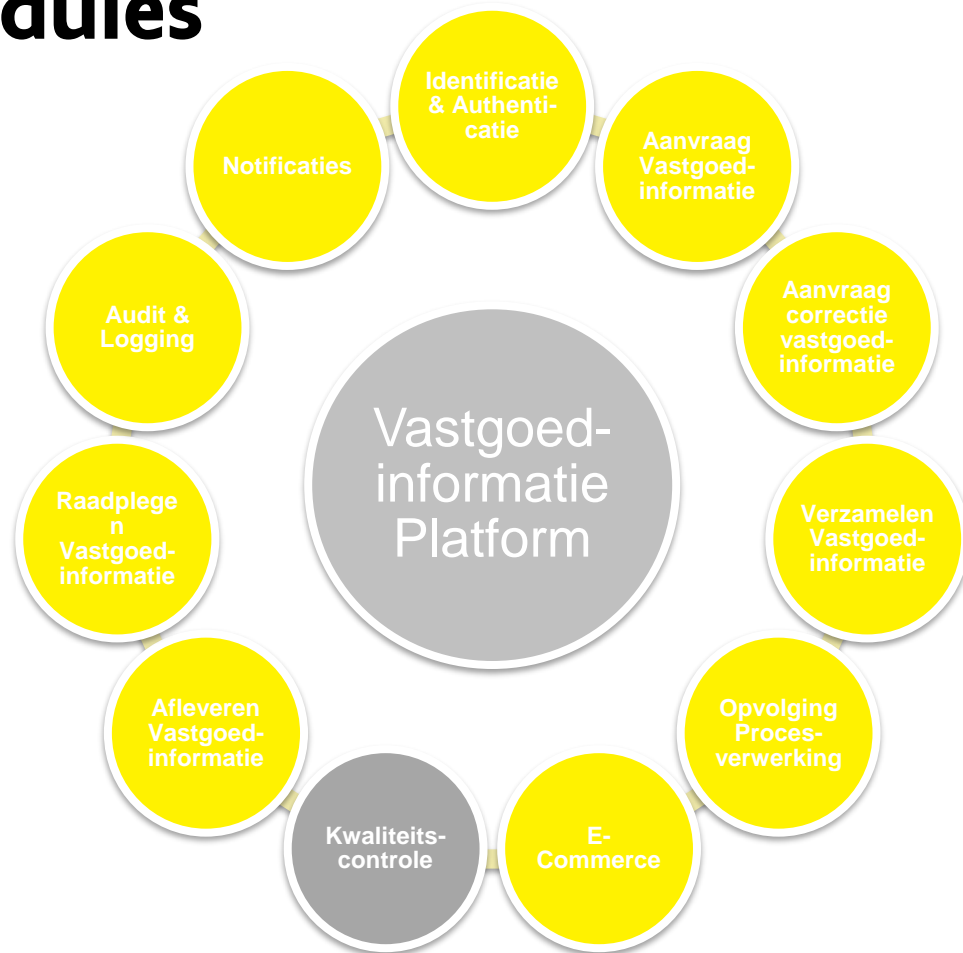 dules
Identificatie
& Authenti-
catie
Aanvraag
Vastgoed-
informatie
Aanvraag
correctie
vastgoed-
informatie
Verzamelen
Vastgoed-
informatie
Opvolging
Proces-
verwerking
E-
Commerce
Kwaliteits-
controle
Afleveren
Vastgoed-
informatie
Raadplege
n
Vastgoed-
informatie
Audit &
Logging
Notificaties
Vastgoed-
informatie
Platform